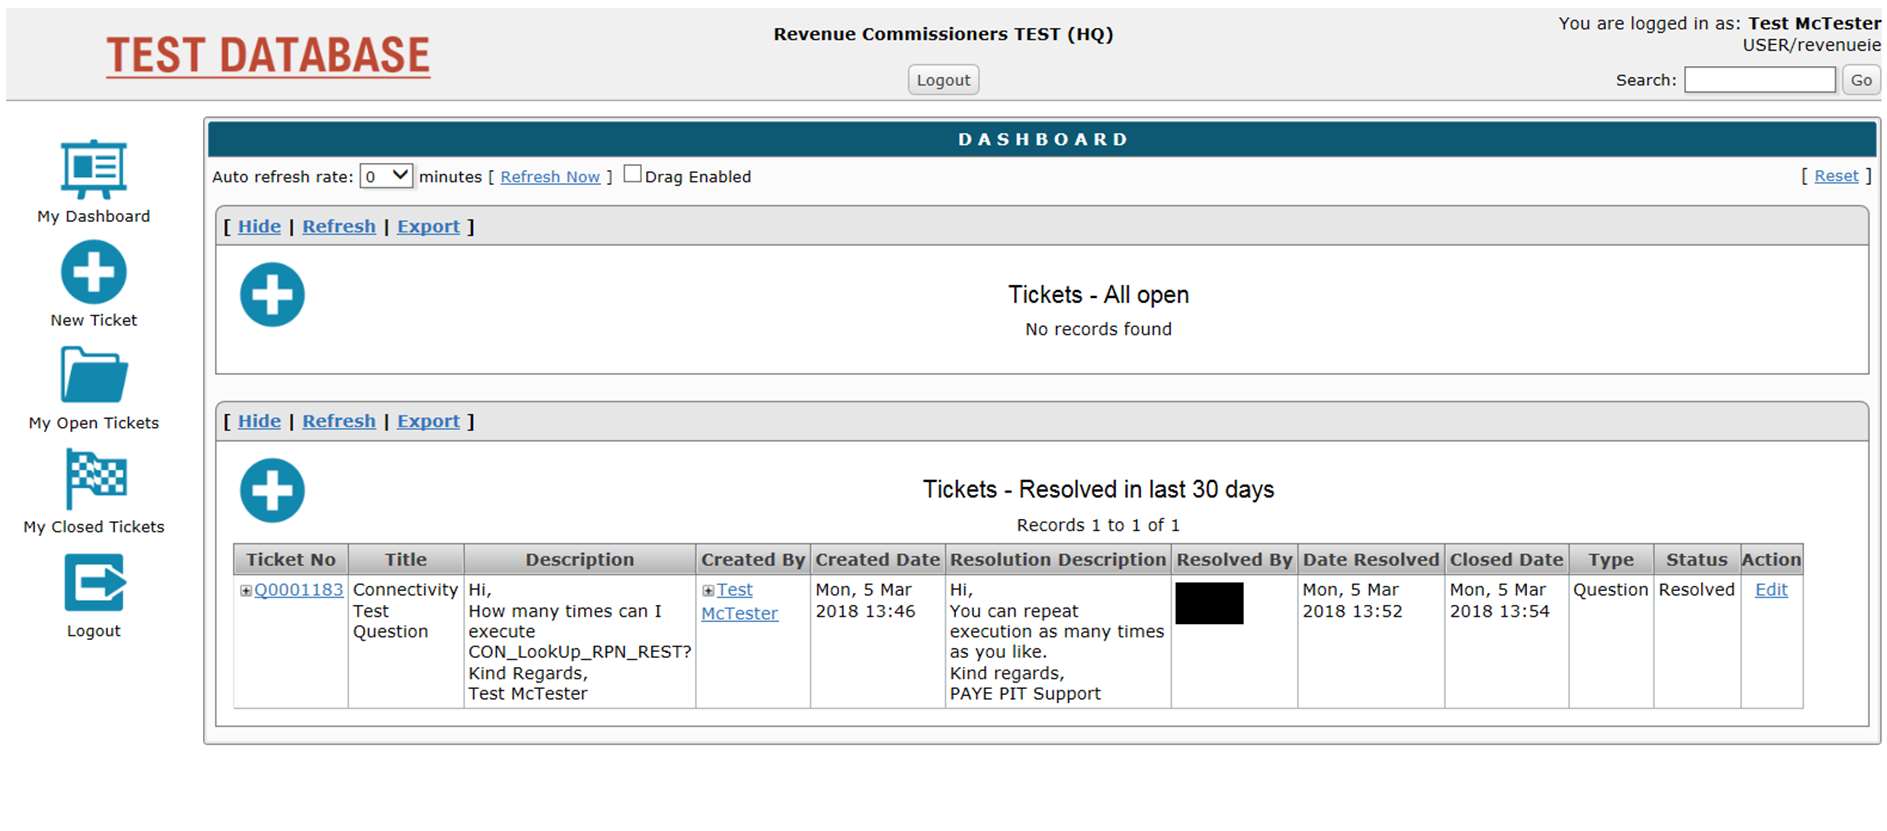 TEST DATABASE
Revenue Commissioners TEST (HQ)
Logout
You are logged in as: Test McTester
USER/revenueie
Search: Go
My Dashboard
New Ticket
My Open Tickets
My Closed Tickets
Logout
DASHBOARD
Auto refresh rate: 0 minutes [ Refresh Now ] Drag Enabled [ Reset ]
[ Hide | Refresh | Export ]
Tickets - All open
No records found
[ Hide | Refresh | Export ]
Tickets - Resolved in last 30 days
Records 1 to 1 of 1
Ticket No Title Description Created By Created Date Resolution Description Resolved By Date Resolved Closed Date Type Status Action
Q0001183
Connectivity
Test
Question
Hi,
How many times can I
execute
CON_LookUp_RPN_REST?
Kind Regards,
Test McTester
Test
McTester
Mon, 5 Mar
2018 13:46
Hi,
You can repeat
execution as many times
as you like.
Kind regards,
PAYE PIT Support
Mon, 5 Mar
2018 13:52
Mon, 5 Mar
2018 13:54
Question
Resolved
Edit